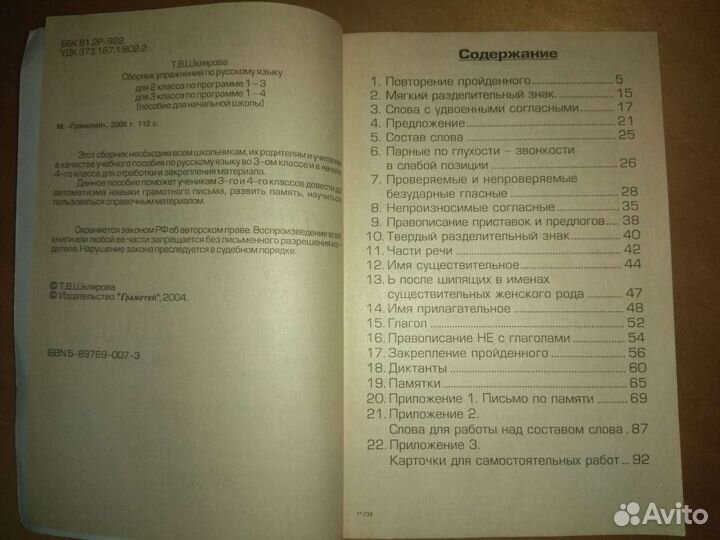 ББК 81.2Р-922
УДК 373.167.1:802.2
Т.В.Шклярова
Сборник упражнений по русскому языку
для 2 класса по программе 1-3
для 3 класса по программе 1-4
(пособие для начальной школы)
М.: «Грамотей», 2006 г. 112 с.
Этот сборник необходим всем школьникам, их родителям и учителям
в качестве учебного пособия по русскому языку во 3-ом классе и в начале
4-го класса для отработки и закрепления материала.
Данное пособие поможет ученикам 3-го и 4-го классов довести до
автоматизма навыки грамотного письма, развить память, научиться
пользоваться справочным материалом.
Охраняется законом РФ об авторском праве. Воспроизведение всей
книги или любой ее части запрещается без письменного разрешения из-
дателя. Нарушение закона преследуется в судебном порядке.
© Т.В.Шклярова
© Издательство "Грамотей", 2004.
ISBN 5-89769-007-3
Содержание
1. Повторение пройденного 5
2. Мягкий разделительный знак. 15
3. Слова с удвоенными согласными 17
4. Предложение 21
5. Состав слова 25
6. Парные по глухости - звонкости
в слабой позиции 26
7. Проверяемые и непроверяемые
безударные гласные 28
8. Непроизносимые согласные 35
9. Правописание приставок и предлогов 38
10. Твердый разделительный знак 40
11. Части речи 42
12. Имя существительное 44
13. Ь после шипящих в именах
существительных женского рода 47
14. Имя прилагательное 48
15. Глагол 52
16. Правописание НЕ с глаголами 54
17. Закрепление пройденного 56
18. Диктанты 60
19. Памятки 65
20. Приложение 1. Письмо по памяти 69
21. Приложение 2.
Слова для работы над составом слова . 87
22. Приложение 3.
Карточки для самостоятельных работ ... 92
1*-734
Avito